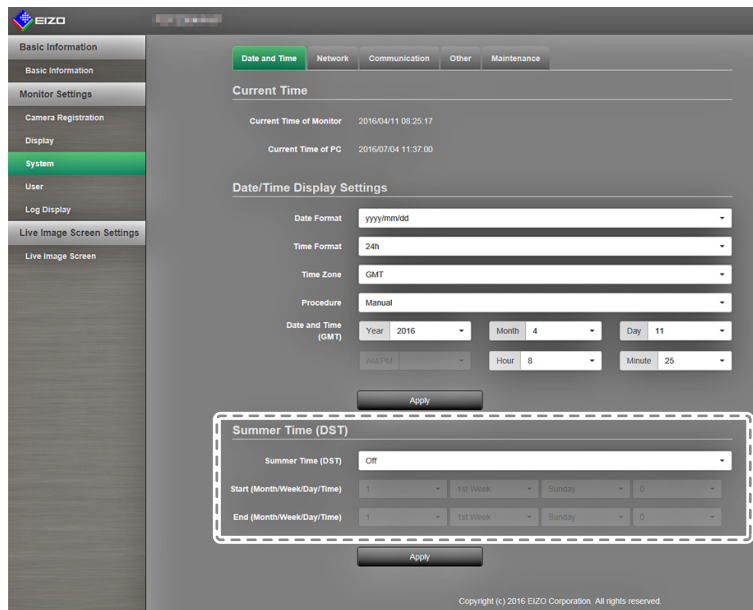 EIZO
Basic Information
Basic Information
Monitor Settings
Camera Registration
Display
System
User
Log Display
Live Image Screen Settings
Live Image Screen
Date and Time Network Communication Other Maintenance
Current Time
Current Time of Monitor 2016/04/11 08:25:17
Current Time of PC 2016/07/04 11:37:00
Date/Time Display Settings
Date Format yyyy/mm/dd
Time Format 24h
Time Zone GMT
Procedure Manual
Date and Time (GMT) Year 2016 Month 4 Day 11
AM/PM Hour 8 Minute 25
Apply
Summer Time (DST)
Summer Time (DST) Off
Start (Month/Week/Day/Time) 1 1st Week Sunday 0
End (Month/Week/Day/Time) 1 1st Week Sunday 0
Apply
Copyright (c) 2016 EIZO Corporation. All rights reserved.